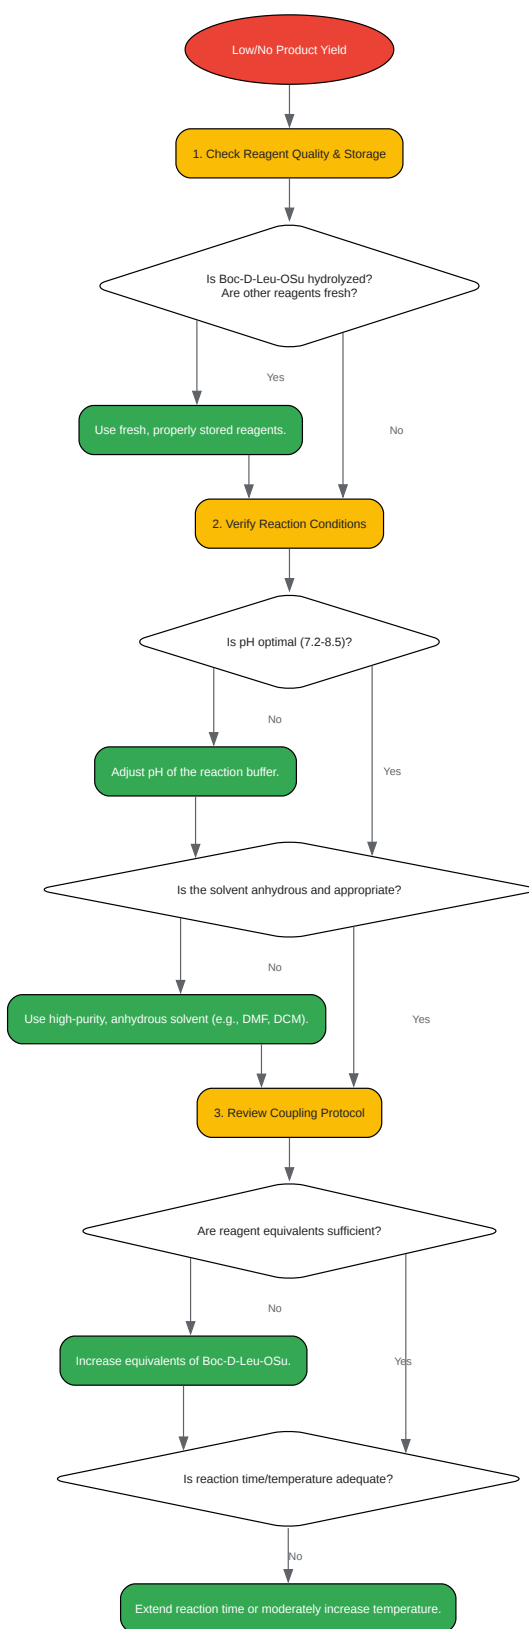 Low/No Product Yield
1. Check Reagent Quality & Storage
Is Boc-D-Leu-OSu hydrolyzed?
Are other reagents fresh?
Yes
Use fresh, properly stored reagents.
No
2. Verify Reaction Conditions
Is pH optimal (7.2-8.5)?
No
Adjust pH of the reaction buffer.
Yes
Is the solvent anhydrous and appropriate?
No
Use high-purity, anhydrous solvent (e.g., DMF, DCM).
Yes
3. Review Coupling Protocol
Are reagent equivalents sufficient?
No
Increase equivalents of Boc-D-Leu-OSu.
Yes
Is reaction time/temperature adequate?
No
Extend reaction time or moderately increase temperature.